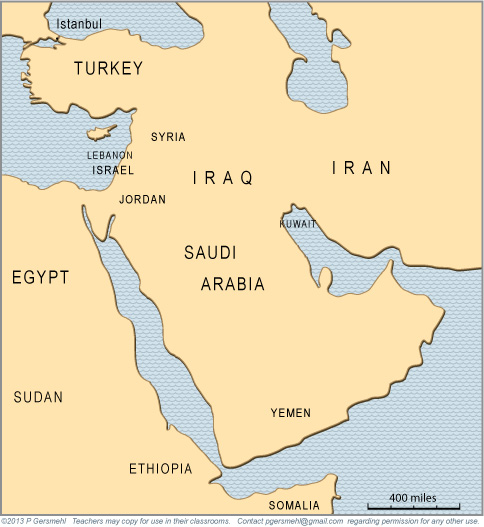 Istanbul
TURKEY
SYRIA
LEBANON
ISRAEL
IRAQ
IRAN
JORDAN
KUWAIT
SAUDI
ARABIA
EGYPT
SUDAN
YEMEN
ETHIOPIA
SOMALIA
400 miles
©2013 P Gersmehl Teachers may copy for use in their classrooms. Contact pgersmehl@gmail.com regarding permission for any other use.